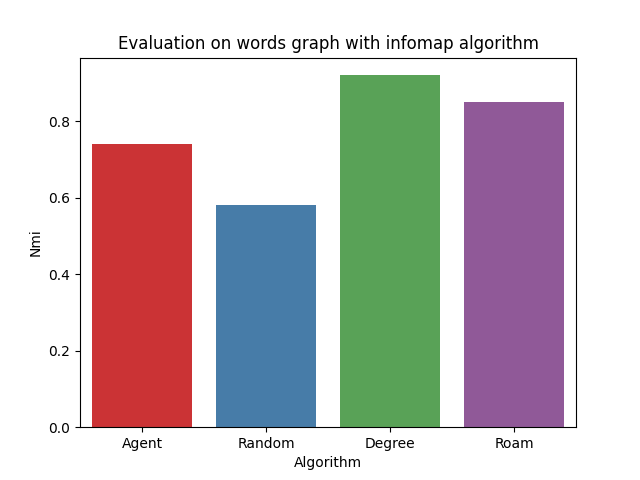 Evaluation on words graph with infomap algorithm
Nmi
0.8
0.6
0.4
0.2
0.0
Agent Random Degree Roam
Algorithm